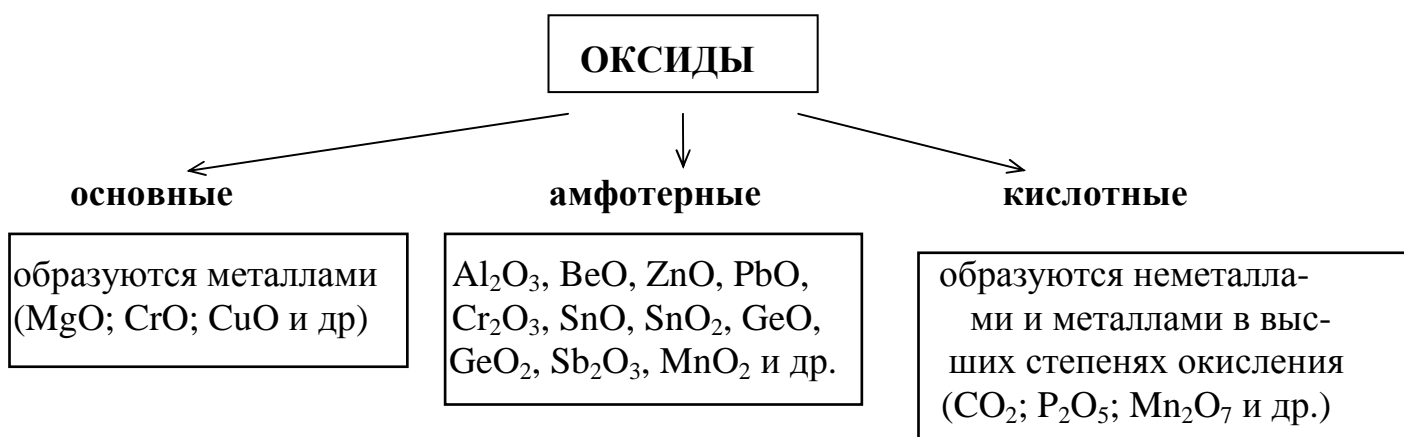 ОКСИДЫ
основные
амфотерные
кислотные
образуются металлами
(MgO; CrO; CuO и др)
Al₂O₃, BeO, ZnO, PbO,
Cr₂O₃, SnO, SnO₂, GeO,
GeO₂, Sb₂O₃, MnO₂ и др.
образуются неметалла-
ми и металлами в выс-
ших степенях окисления
(CO₂; P₂O₅; Mn₂O₇ и др.)